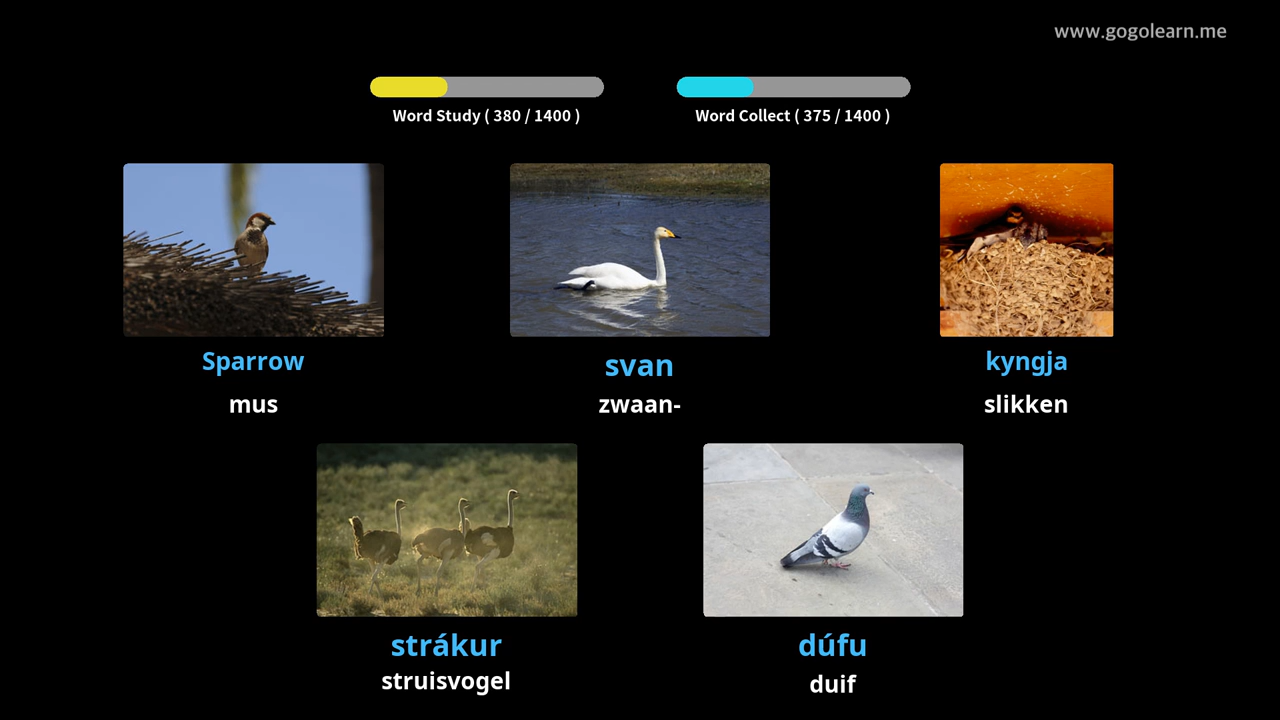 www.gogolearn.me
Word Study ( 380 / 1400 )
Word Collect ( 375 / 1400 )
Sparrow
mus
svan
zwaan-
kyngja
slikken
strákur
struisvogel
dúfu
duif